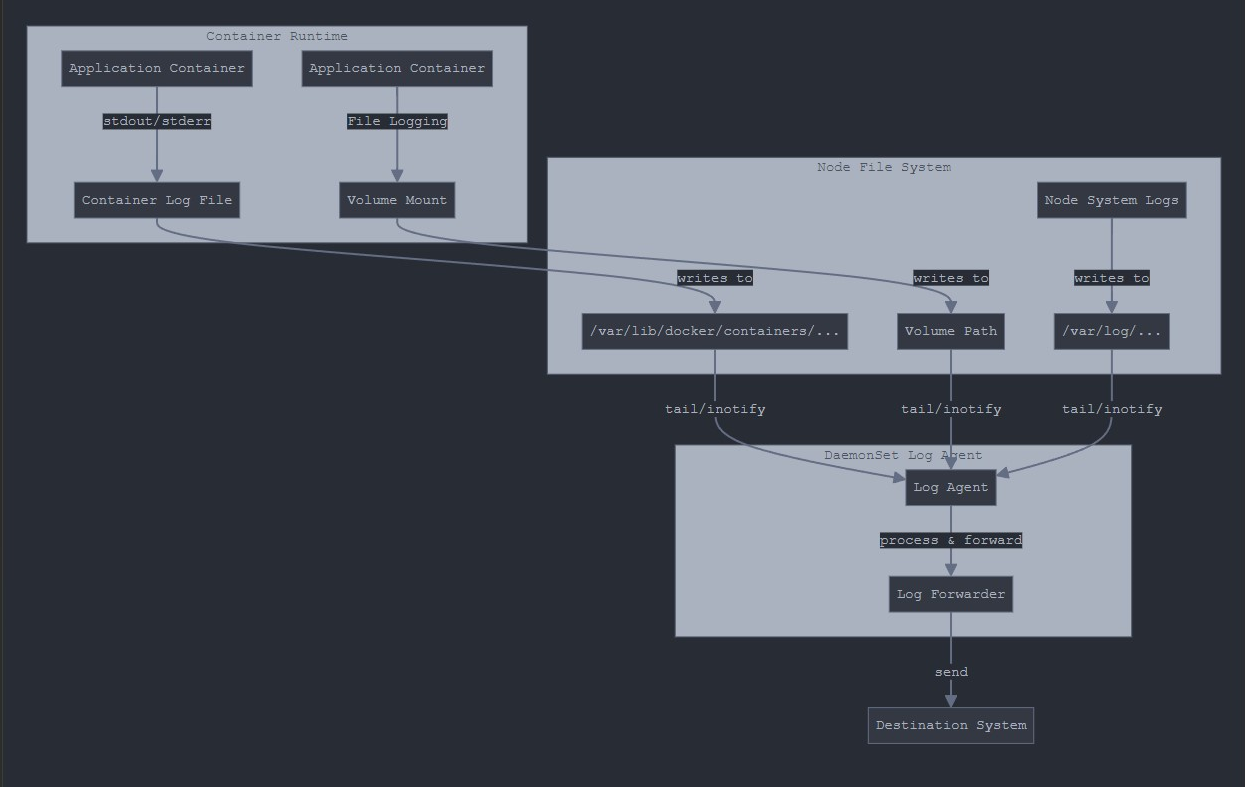 Container Runtime
Application Container
Application Container
stdout/stderr
File Logging
Container Log File
Volume Mount
Node File System
Node System Logs
writes to
writes to
writes to
/var/lib/docker/containers/...
Volume Path
/var/log/...
tail/inotify
tail/inotify
tail/inotify
DaemonSet Log Agent
Log Agent
process & forward
Log Forwarder
send
Destination System